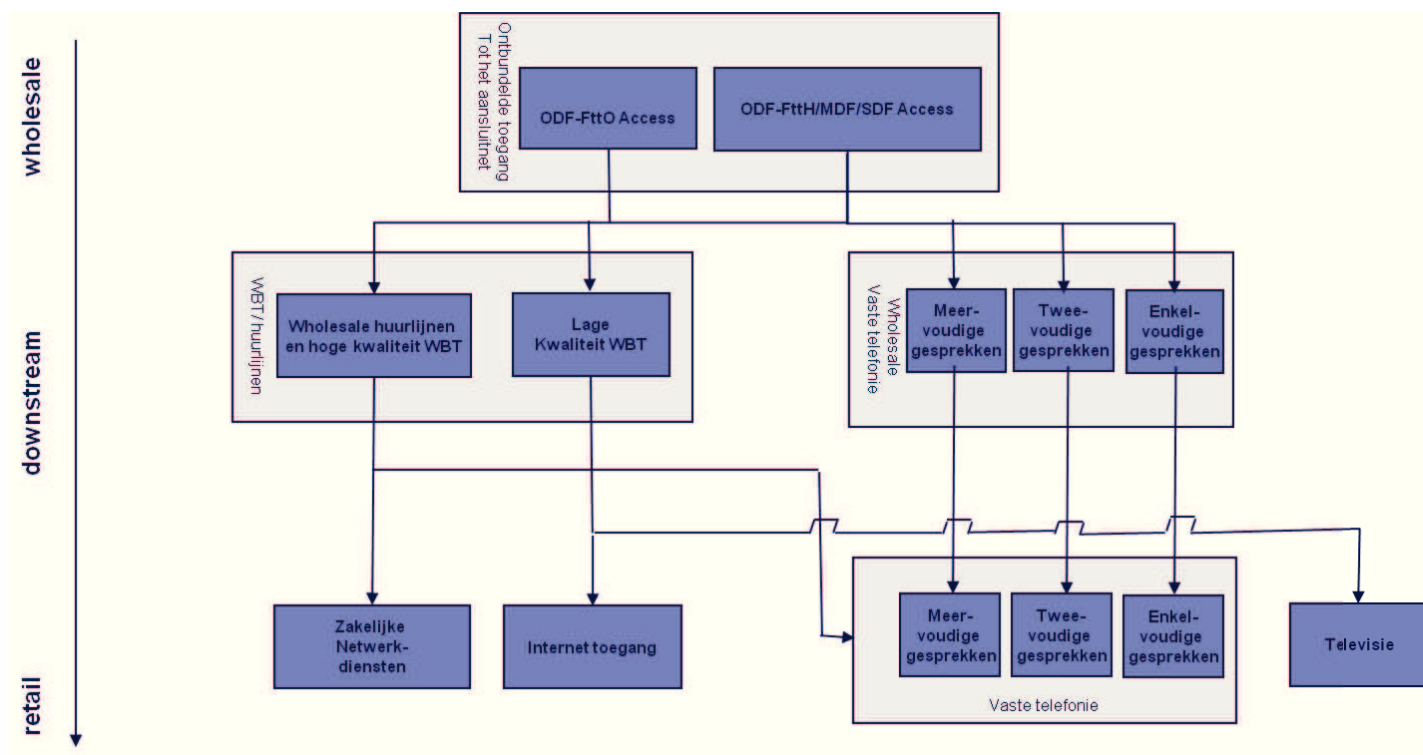 wholesale
downstream
retail
Ontbundelde toegang
Tot het aansluitnet
ODF-FttO Access
ODF-FttH/MDF/SDF Access
WBT / huurlijnen
Wholesale huurlijnen
en hoge kwaliteit WBT
Lage
Kwaliteit WBT
Wholesale
Vaste telefonie
Meer-
voudige
gesprekken
Twee-
voudige
gesprekken
Enkel-
voudige
gesprekken
Zakelijke
Netwerk-
diensten
Internet toegang
Meer-
voudige
gesprekken
Twee-
voudige
gesprekken
Enkel-
voudige
gesprekken
Vaste telefonie
Televisie